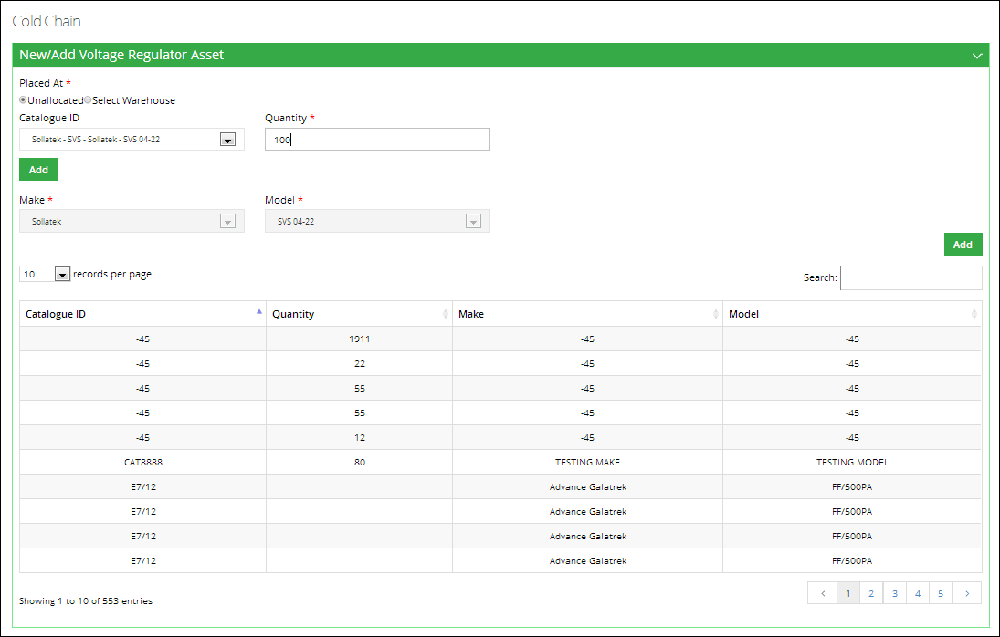 Cold Chain
New/Add Voltage Regulator Asset
Placed At *
Unallocated Select Warehouse
Catalogue ID Quantity *
Sollatek - SVS - Sollatek - SVS 04-22 100
Add
Make * Model *
Sollatek SVS 04-22
Add
10 records per page Search:
Catalogue ID Quantity Make Model
-45 1911 -45 -45
-45 22 -45 -45
-45 55 -45 -45
-45 55 -45 -45
-45 12 -45 -45
CAT8888 80 TESTING MAKE TESTING MODEL
E7/12 Advance Galatrek FF/500PA
E7/12 Advance Galatrek FF/500PA
E7/12 Advance Galatrek FF/500PA
E7/12 Advance Galatrek FF/500PA
Showing 1 to 10 of 553 entries < 1 2 3 4 5 >